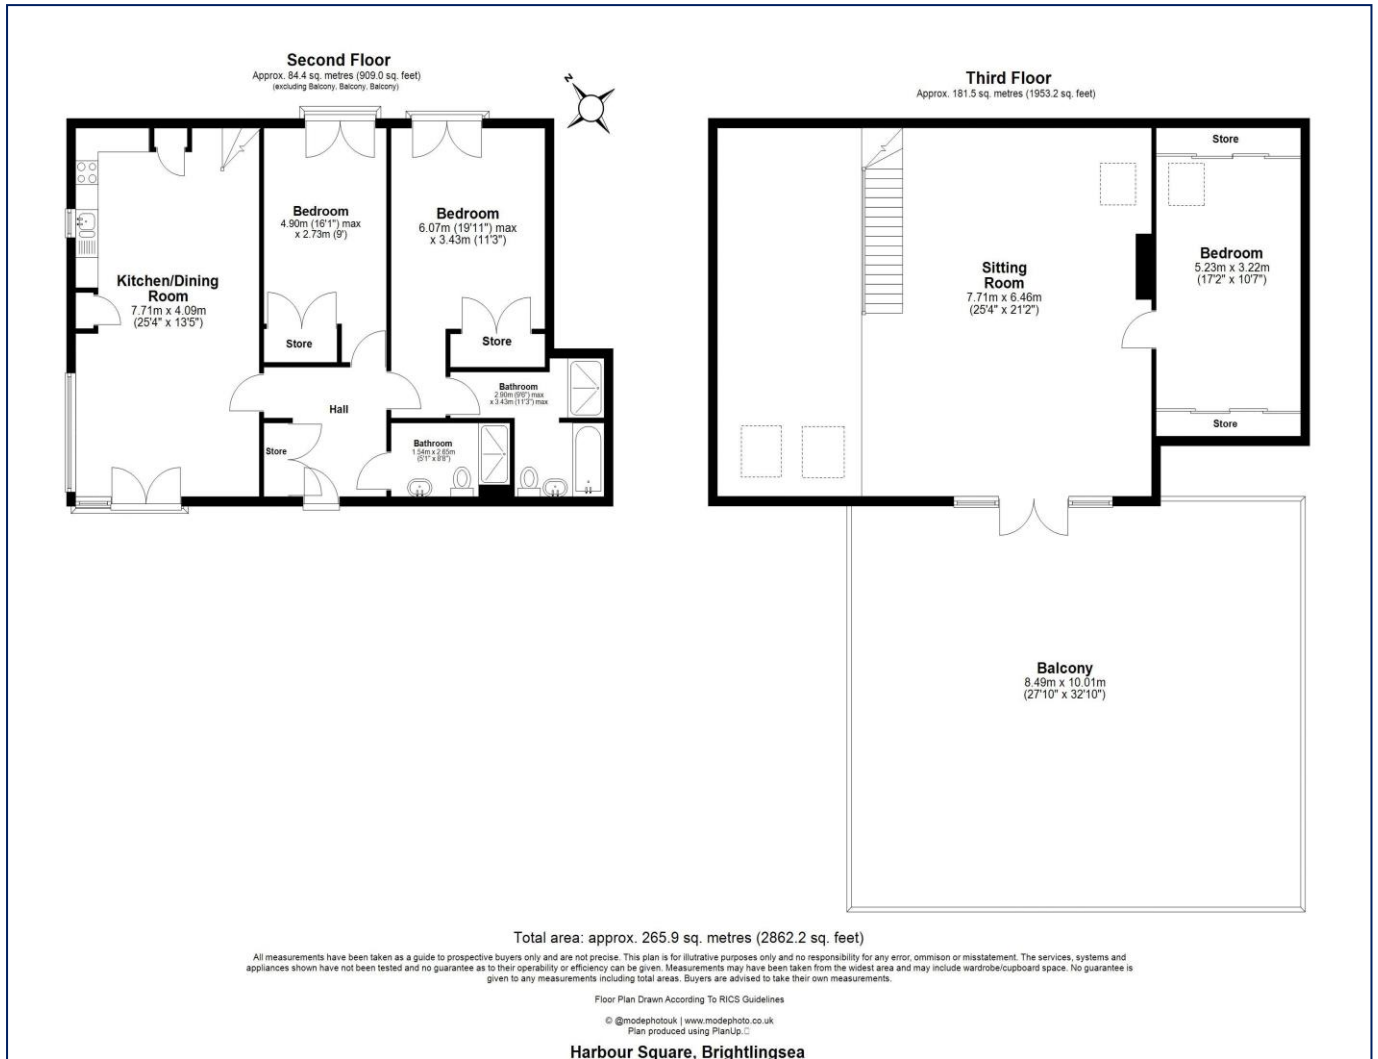 Second Floor
Approx. 84.4 sq. metres (909.0 sq. feet)
(excluding Balcony, Balcony, Balcony)
N
Kitchen/Dining
Room
7.71m x 4.09m
(25'4" x 13'5")
Bedroom
4.90m (16'1") max
x 2.73m (9')
Bedroom
6.07m (19'11") max
x 3.43m (11'3")
Store
Store
Hall
Store
Bathroom
2.90m (9'6") max
x 3.43m (11'3") max
Bathroom
1.54m x 2.65m
(5'1" x 8'8")
Third Floor
Approx. 181.5 sq. metres (1953.2 sq. feet)
Store
Sitting
Room
7.71m x 6.46m
(25'4" x 21'2")
Bedroom
5.23m x 3.22m
(17'2" x 10'7")
Store
Balcony
8.49m x 10.01m
(27'10" x 32'10")
Total area: approx. 265.9 sq. metres (2862.2 sq. feet)
All measurements have been taken as a guide to prospective buyers only and are not precise. This plan is for illustrative purposes only and no responsibility for any error, ommison or misstatement. The services, systems and
appliances shown have not been tested and no guarantee as to their operability or efficiency can be given. Measurements may have been taken from the widest area and may include wardrobe/cupboard space. No guarantee is
given to any measurements including total areas. Buyers are advised to take their own measurements.
Floor Plan Drawn According To RICS Guidelines
© @modephotouk | www.modephoto.co.uk
Plan produced using PlanUp.
Harbour Square, Brightlingsea